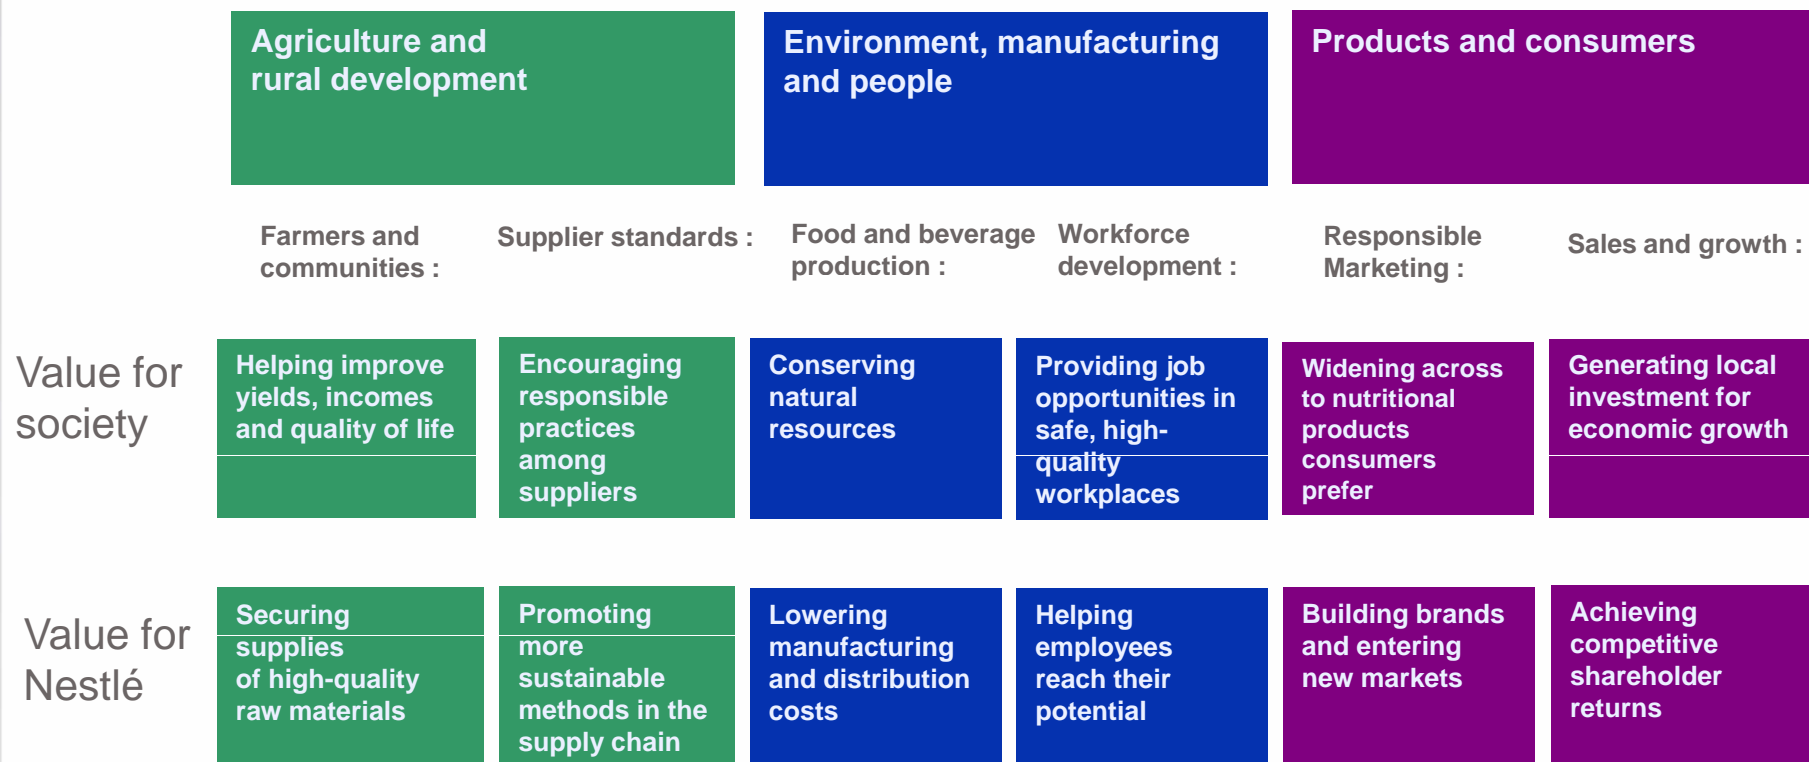 Agriculture and
rural development
Environment, manufacturing
and people
Products and consumers
Farmers and
communities :
Supplier standards :
Food and beverage
production :
Workforce
development :
Responsible
Marketing :
Sales and growth :
Value for
society
Helping improve
yields, incomes
and quality of life
Encouraging
responsible
practices
among
suppliers
Conserving
natural
resources
Providing job
opportunities in
safe, high-
quality
workplaces
Widening across
to nutritional
products
consumers
prefer
Generating local
investment for
economic growth
Value for
Nestlé
Securing
supplies
of high-quality
raw materials
Promoting
more
sustainable
methods in the
supply chain
Lowering
manufacturing
and distribution
costs
Helping
employees
reach their
potential
Building brands
and entering
new markets
Achieving
competitive
shareholder
returns